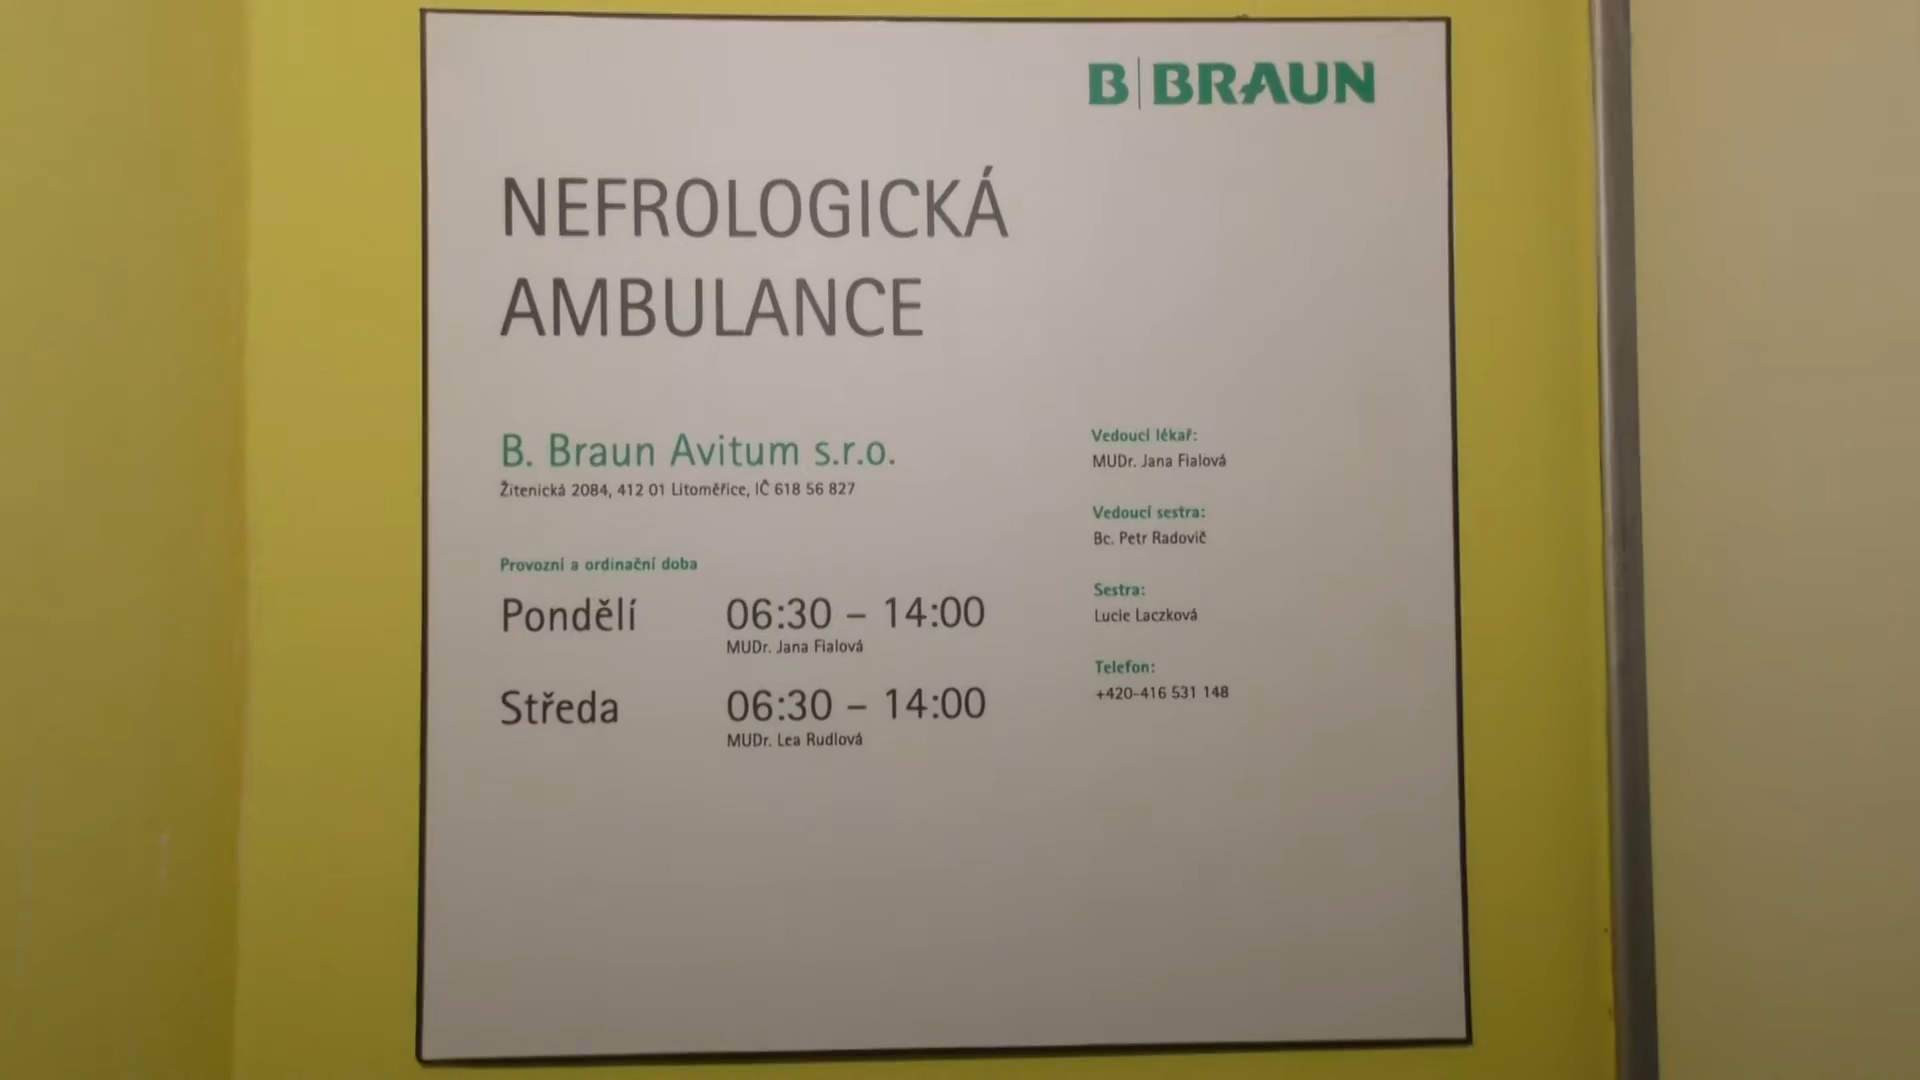 B BRAUN
NEFROLOGICKÁ
AMBULANCE
B. Braun Avitum s.r.o.
Žitenická 2084, 412 01 Litoměřice, IČ 618 56 827
Provozní a ordinační doba
Pondělí 06:30 – 14:00
MUDr. Jana Fialová
Středa 06:30 – 14:00
MUDr. Lea Rudlová
Vedoucí lékař:
MUDr. Jana Fialová
Vedoucí sestra:
Bc. Petr Radovič
Sestra:
Lucie Laczková
Telefon:
+420-416 531 148